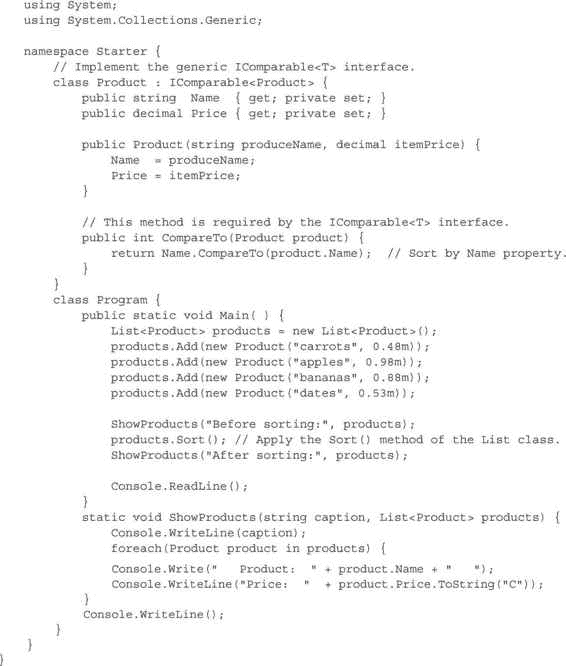 using System;
using System.Collections.Generic;

namespace Starter {
    // Implement the generic IComparable<T> interface.
    class Product : IComparable<Product> {
        public string  Name  { get; private set; }
        public decimal Price { get; private set; }

        public Product(string produceName, decimal itemPrice) {
            Name  = produceName;
            Price = itemPrice;
        }

        // This method is required by the IComparable<T> interface.
        public int CompareTo(Product product) {
            return Name.CompareTo(product.Name);  // Sort by Name property.
        }
    }
    class Program {
        public static void Main( ) {
            List<Product> products = new List<Product>();
            products.Add(new Product("carrots", 0.48m));
            products.Add(new Product("apples", 0.98m));
            products.Add(new Product("bananas", 0.88m));
            products.Add(new Product("dates", 0.53m));

            ShowProducts("Before sorting:", products);
            products.Sort(); // Apply the Sort() method of the List class.
            ShowProducts("After sorting:", products);

            Console.ReadLine();
        }
        static void ShowProducts(string caption, List<Product> products) {
            Console.WriteLine(caption);
            foreach(Product product in products) {
            Console.Write("   Product:  " + product.Name + "   ");
            Console.WriteLine("Price:  "  + product.Price.ToString("C"));
        }
        Console.WriteLine();
    }
}
}